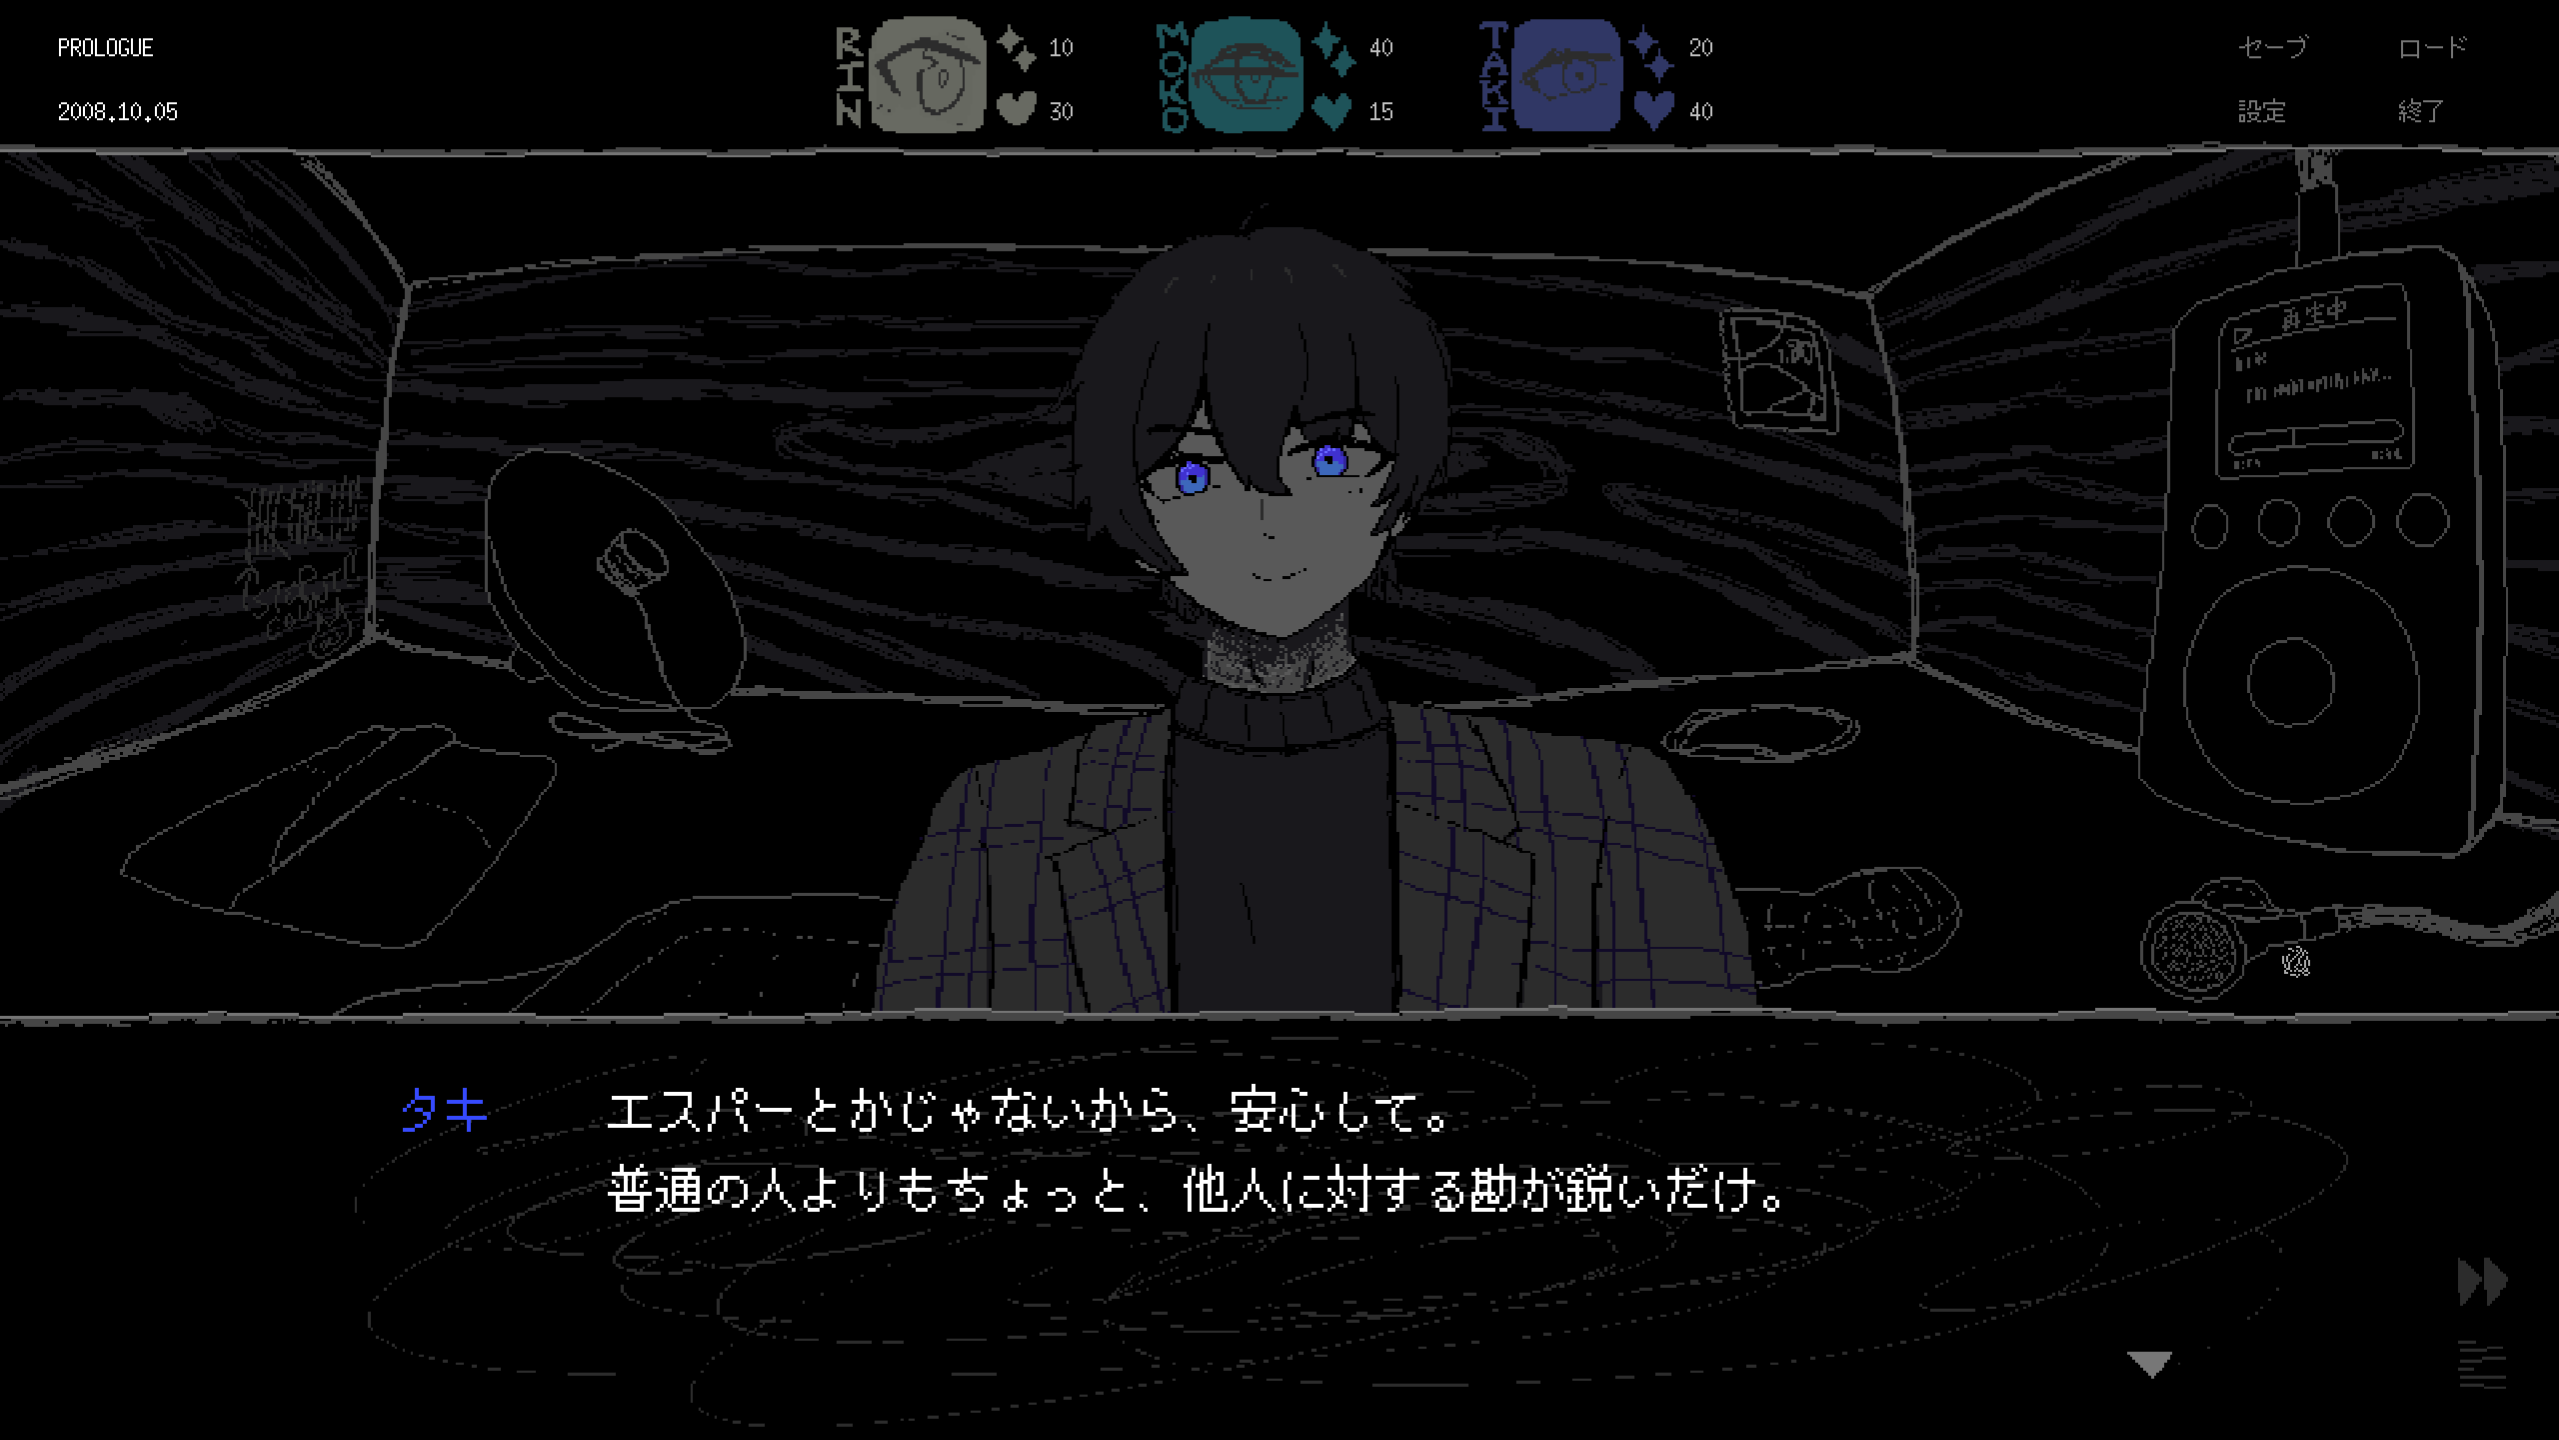 PROLOGUE
2008.10.05
RIN
10
30
MOKO
40
15
TAKI
20
40
セーブ
ロード
設定
終了
再生中
タキ
エスパーとかじゃないから、安心して。
普通の人よりもちょっと、他人に対する勘が鋭いだけ。